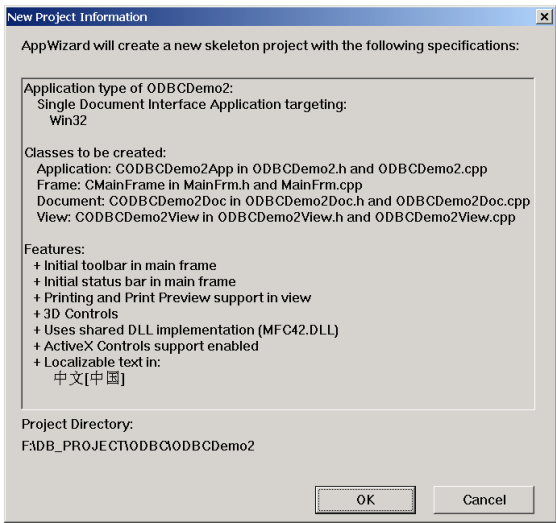 New Project Information
AppWizard will create a new skeleton project with the following specifications:
Application type of ODBCDemo2:
Single Document Interface Application targeting:
Win32
Classes to be created:
Application: CODBCDemo2App in ODBCDemo2.h and ODBCDemo2.cpp
Frame: CMainFrame in MainFrm.h and MainFrm.cpp
Document: CODBCDemo2Doc in ODBCDemo2Doc.h and ODBCDemo2Doc.cpp
View: CODBCDemo2View in ODBCDemo2View.h and ODBCDemo2View.cpp
Features:
+ Initial toolbar in main frame
+ Initial status bar in main frame
+ Printing and Print Preview support in view
+ 3D Controls
+ Uses shared DLL implementation (MFC42.DLL)
+ ActiveX Controls support enabled
+ Localizable text in:
中文[中国]
Project Directory:
F:\DB_PROJECT\ODBC\ODBCDemo2
OK
Cancel